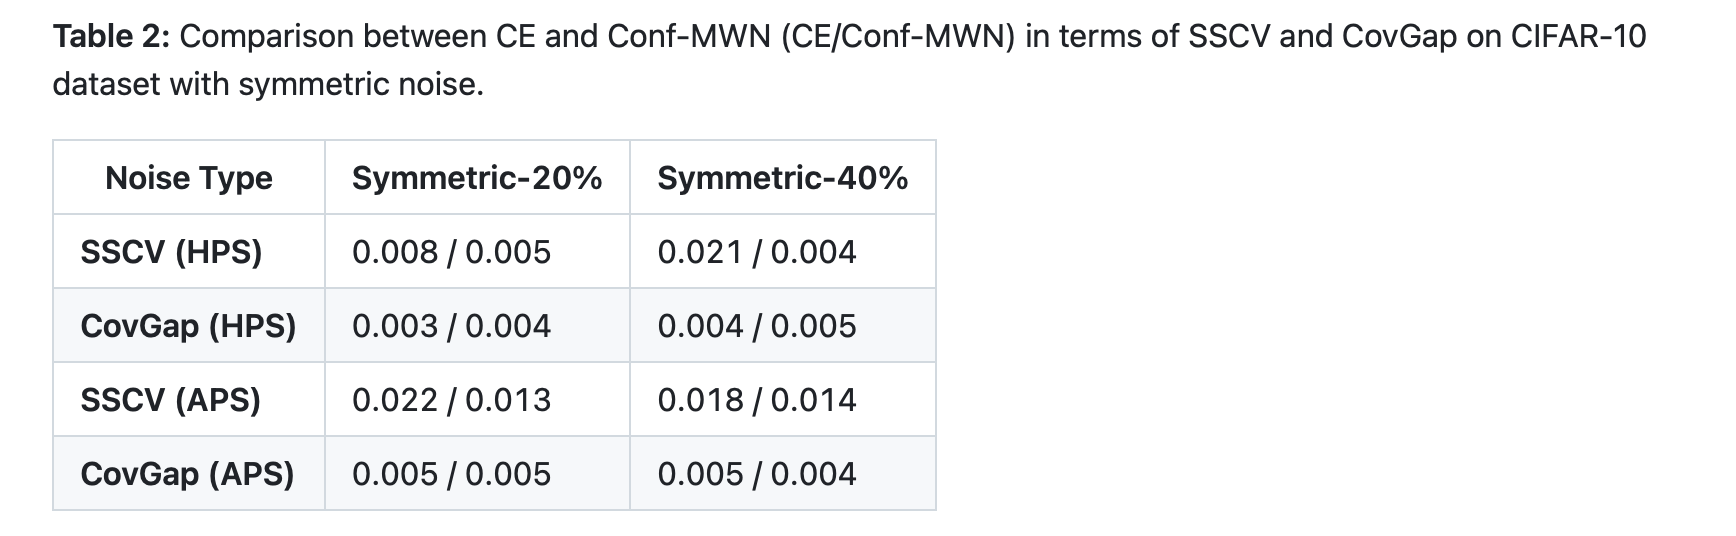 Table 2: Comparison between CE and Conf-MWN (CE/Conf-MWN) in terms of SSCV and CovGap on CIFAR-10
dataset with symmetric noise.
Noise Type Symmetric-20% Symmetric-40%
SSCV (HPS) 0.008 / 0.005 0.021 / 0.004
CovGap (HPS) 0.003 / 0.004 0.004 / 0.005
SSCV (APS) 0.022 / 0.013 0.018 / 0.014
CovGap (APS) 0.005 / 0.005 0.005 / 0.004